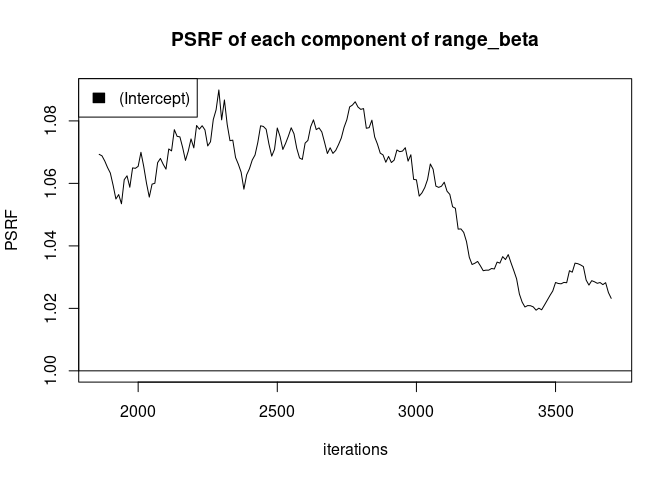 PSRF of each component of range_beta
(Intercept)
PSRF
1.08
1.06
1.04
1.02
1.00
2000 2500 3000 3500
iterations